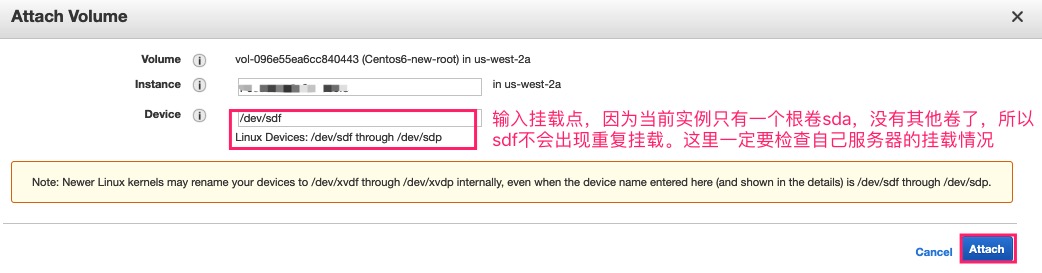 Attach Volume
Volume vol-096e55ea6cc840443 (Centos6-new-root) in us-west-2a
Instance in us-west-2a
Device /dev/sdf
Linux Devices: /dev/sdf through /dev/sdp
输入挂载点，因为当前实例只有一个根卷sda，没有其他卷了，所以
sdf不会出现重复挂载。这里一定要检查自己服务器的挂载情况
Note: Newer Linux kernels may rename your devices to /dev/xvdf through /dev/xvdp internally, even when the device name entered here (and shown in the details) is /dev/sdf through /dev/sdp.
Cancel Attach